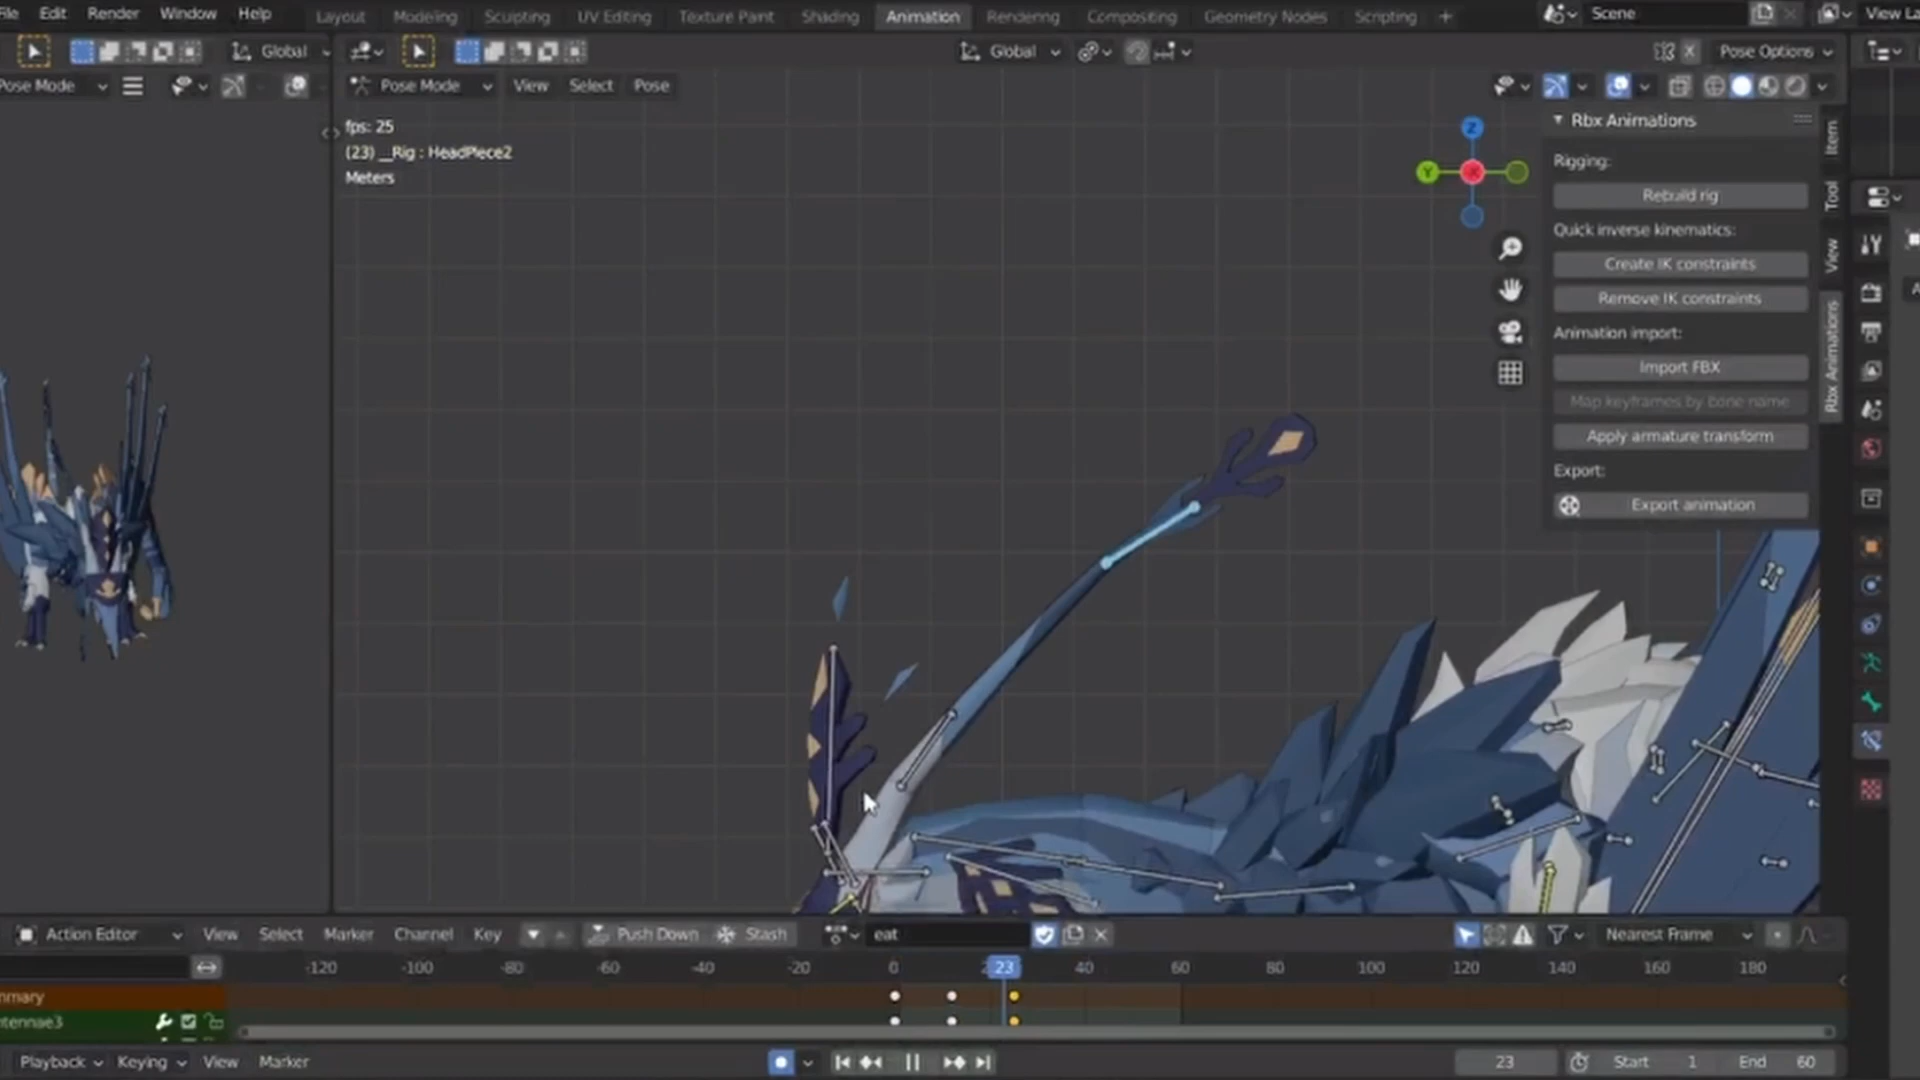 File Edit Render Window Help Layout Modeling Sculpting UV Editing Texture Paint Shading Animation Rendering Compositing Geometry Nodes Scripting + Scene View La
Global Global Pose Options
Pose Mode Pose Mode View Select Pose
fps: 25
(23) __Rig : HeadPiece2
Meters
Z
Y
X
Rbx Animations
Rigging:
Rebuild rig
Quick inverse kinematics:
Create IK constraints
Remove IK constraints
Animation import:
Import FBX
Map keyframes by bone name
Apply armature transform
Export:
Export animation
Item
Tool
View
Rbx Animations
Action Editor View Select Marker Channel Key Push Down Stash eat Nearest Frame
-120 -100 -80 -60 -40 -20 0 23 40 60 80 100 120 140 160 180
mmary
ntennae3
Playback Keying View Marker 23 Start 1 End 60